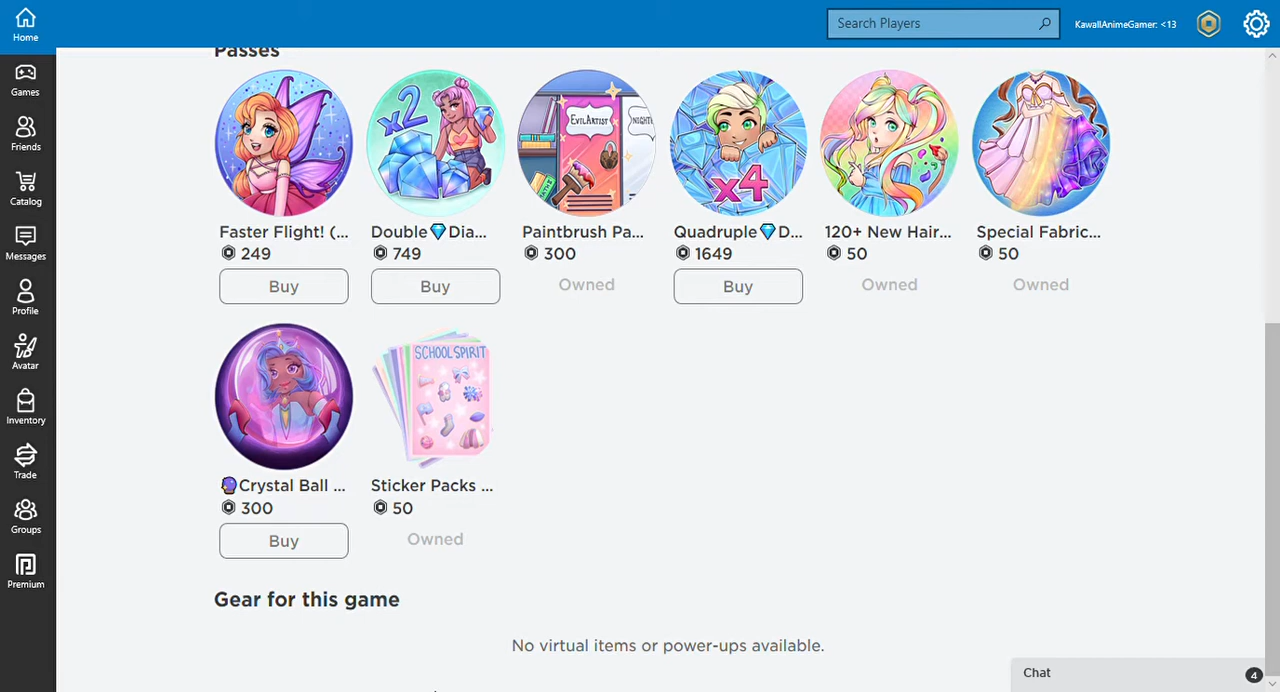 Home
Search Players
KawaIIAnimeGamer: <13
Games
Friends
Catalog
Messages
Profile
Avatar
Inventory
Trade
Groups
Premium
Passes
x2
EVILARTIST
x4
Faster Flight! (...
Double💎Dia...
Paintbrush Pa...
Quadruple💎D...
120+ New Hair...
Special Fabric...
249
749
300
1649
50
50
Buy
Buy
Owned
Buy
Owned
Owned
SCHOOL SPIRIT
🔮Crystal Ball ...
Sticker Packs ...
300
50
Buy
Owned
Gear for this game
No virtual items or power-ups available.
Chat
4